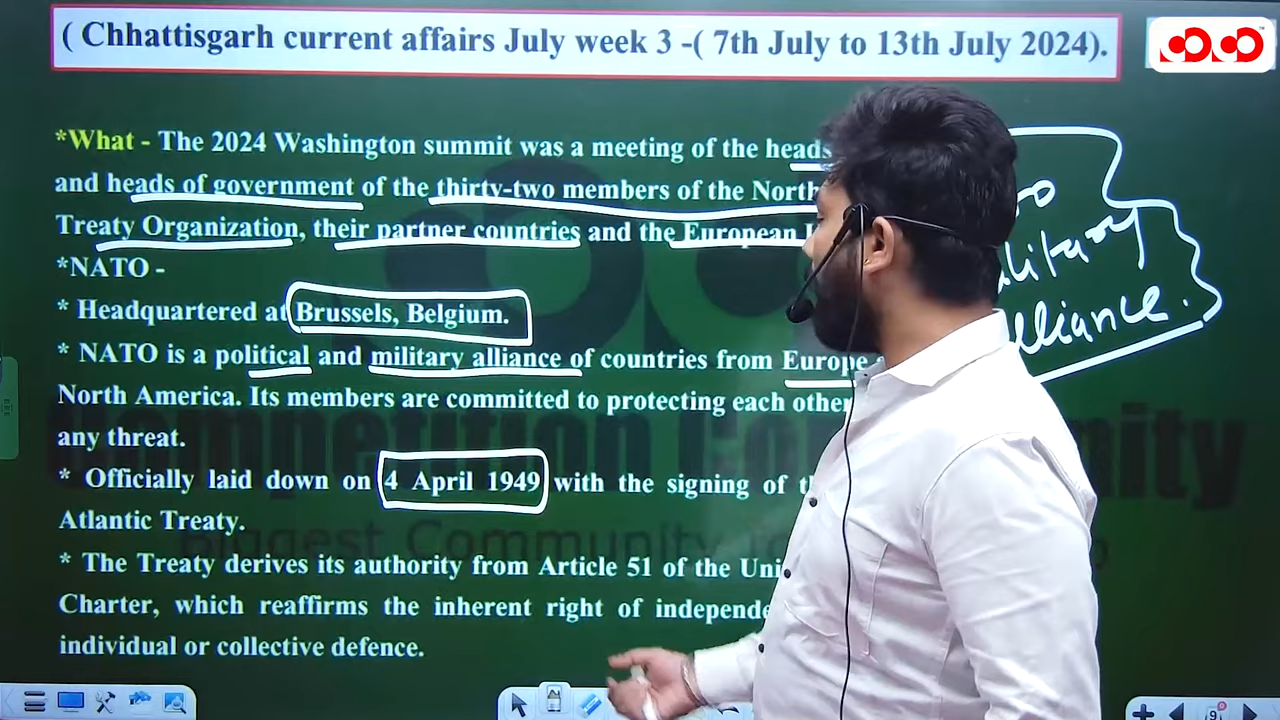 ( Chhattisgarh current affairs July week 3 -( 7th July to 13th July 2024).
*What - The 2024 Washington summit was a meeting of the heads
and heads of government of the thirty-two members of the North
Treaty Organization, their partner countries and the European
*NATO -
* Headquartered at Brussels, Belgium.
* NATO is a political and military alliance of countries from Europe
North America. Its members are committed to protecting each other
any threat.
* Officially laid down on 4 April 1949 with the signing of
Atlantic Treaty.
* The Treaty derives its authority from Article 51 of the
Charter, which reaffirms the inherent right of
individual or collective defence.
Biggest Community